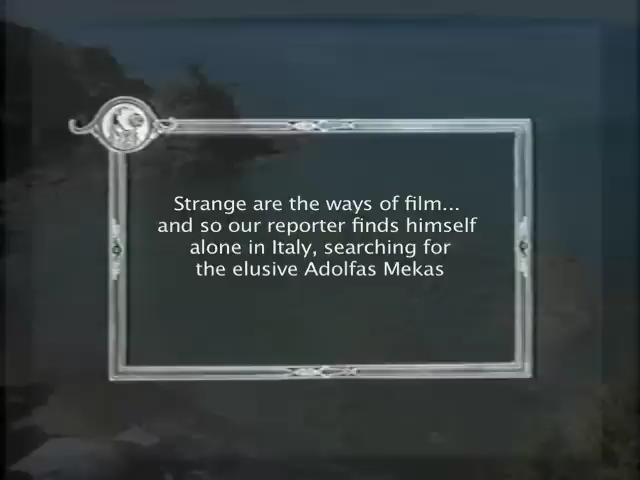 Strange are the ways of film...
and so our reporter finds himself
alone in Italy, searching for
the elusive Adolfas Mekas